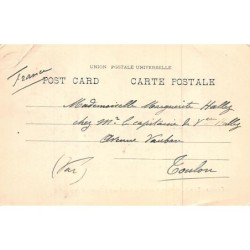 UNION POSTALE UNIVERSELLE
France
POST CARD CARTE POSTALE
Mademoiselle Marguerite Hally
chez Mr. le capitaine de Vau Hally
Avenue Vauban
(Var) Toulon